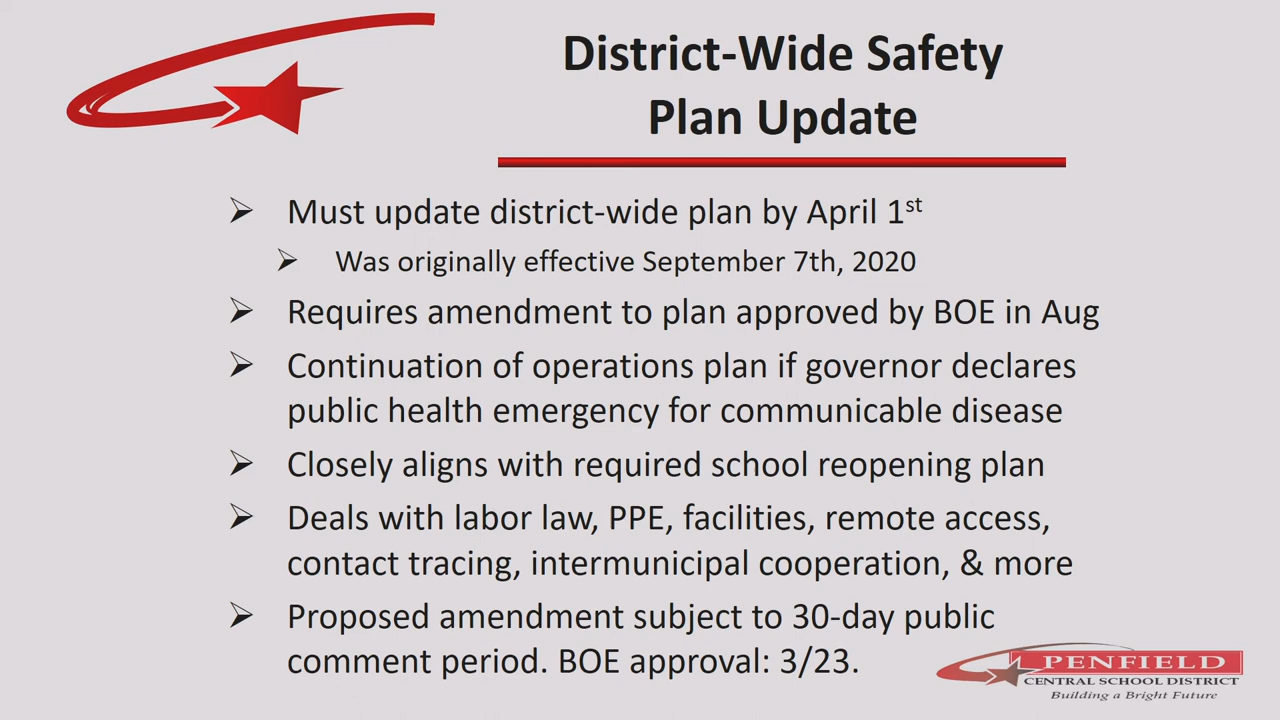 District-Wide Safety
Plan Update
Must update district-wide plan by April 1st
Was originally effective September 7th, 2020
Requires amendment to plan approved by BOE in Aug
Continuation of operations plan if governor declares
public health emergency for communicable disease
Closely aligns with required school reopening plan
Deals with labor law, PPE, facilities, remote access,
contact tracing, intermunicipal cooperation, & more
Proposed amendment subject to 30-day public
comment period. BOE approval: 3/23.
PENFIELD
CENTRAL SCHOOL DISTRICT
Building a Bright Future